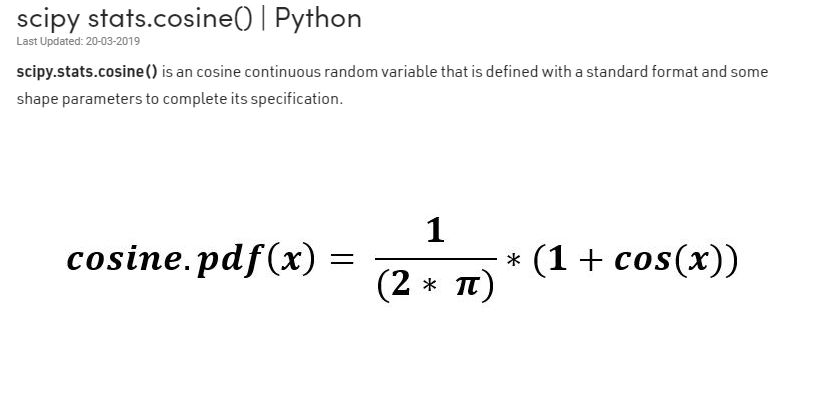 scipy stats.cosine() | Python
Last Updated: 20-03-2019
scipy.stats.cosine() is an cosine continuous random variable that is defined with a standard format and some
shape parameters to complete its specification.
cosine.pdf(x) = 1 / (2 * π) * (1 + cos(x))